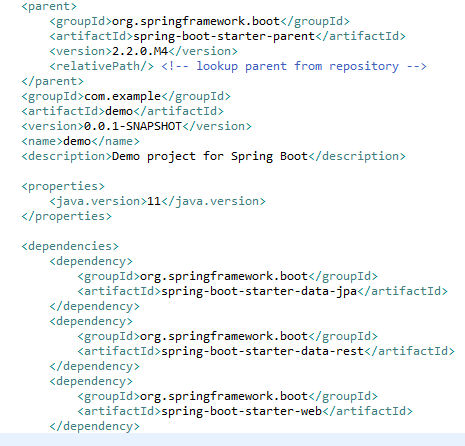 <parent>
<groupId>org.springframework.boot</groupId>
<artifactId>spring-boot-starter-parent</artifactId>
<version>2.2.0.M4</version>
<relativePath/> <!-- lookup parent from repository -->
</parent>
<groupId>com.example</groupId>
<artifactId>demo</artifactId>
<version>0.0.1-SNAPSHOT</version>
<name>demo</name>
<description>Demo project for Spring Boot</description>
<properties>
<java.version>11</java.version>
</properties>
<dependencies>
<dependency>
<groupId>org.springframework.boot</groupId>
<artifactId>spring-boot-starter-data-jpa</artifactId>
</dependency>
<dependency>
<groupId>org.springframework.boot</groupId>
<artifactId>spring-boot-starter-data-rest</artifactId>
</dependency>
<dependency>
<groupId>org.springframework.boot</groupId>
<artifactId>spring-boot-starter-web</artifactId>
</dependency>